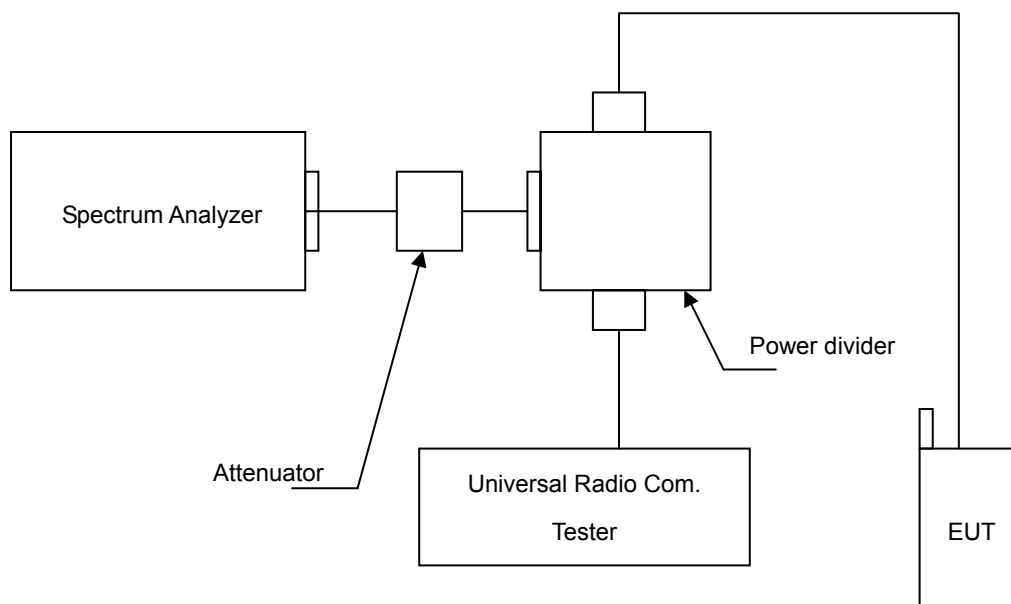 Spectrum Analyzer
Power divider
Attenuator
Universal Radio Com.
Tester
EUT